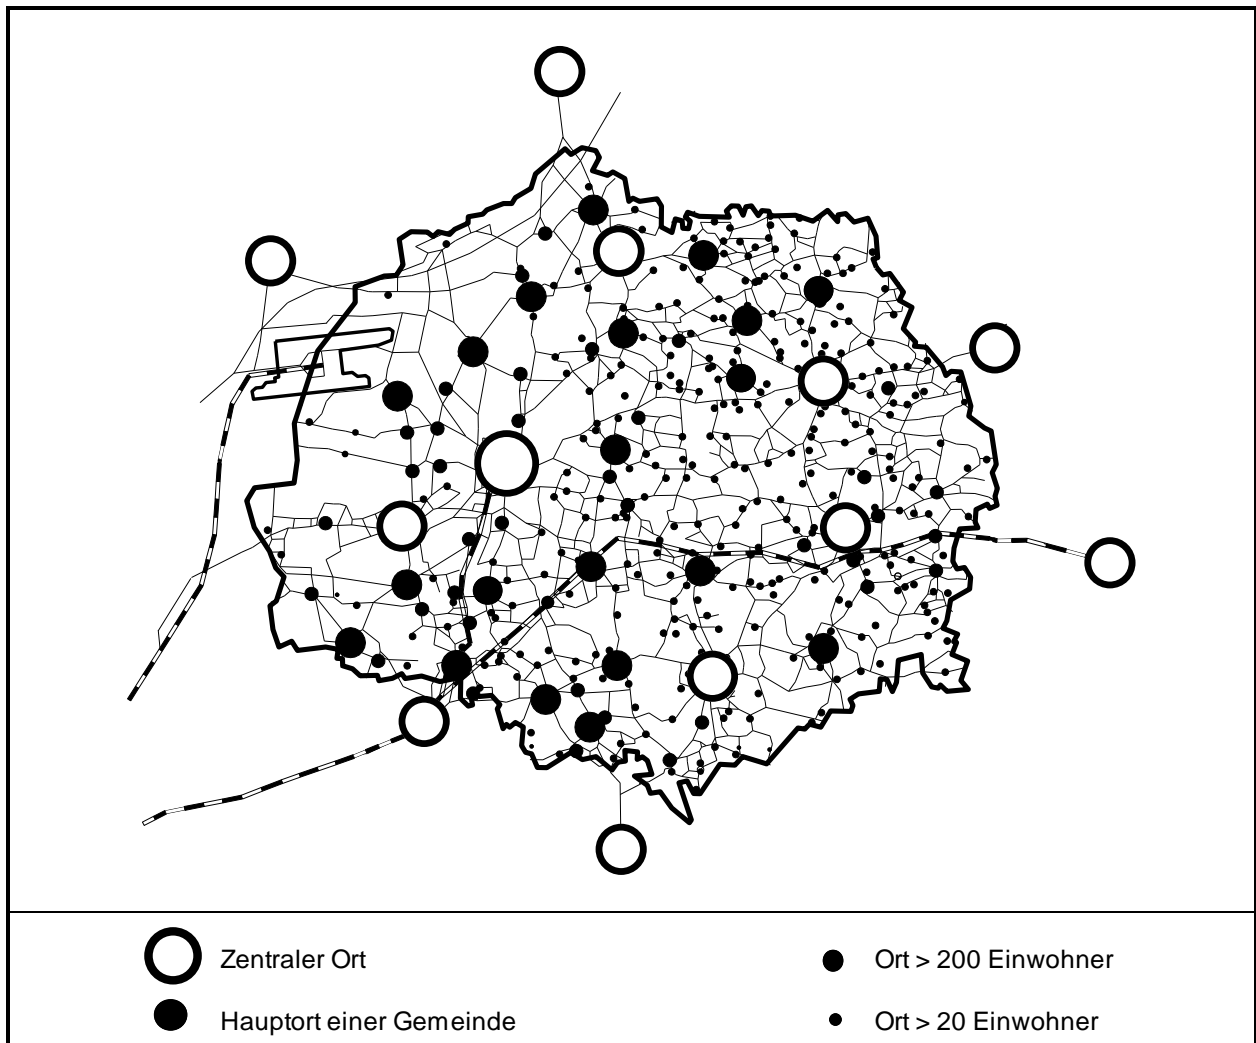 Zentraler Ort
Ort > 200 Einwohner
Hauptort einer Gemeinde
Ort > 20 Einwohner